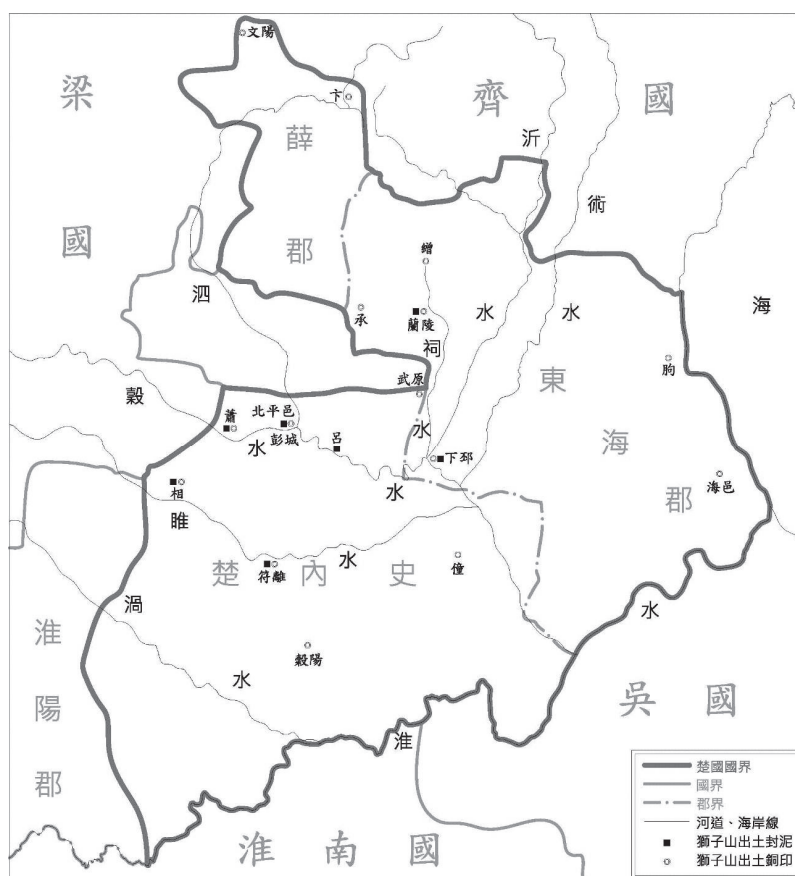 文陽
梁國
卞
齊國
薛郡
沂水
術水
繒
泗水
承
蘭陵
祠水
海
武原
朐
東海郡
穀水
蕭
北平邑
彭城
呂
下邳
海邑
相
睢水
符離
楚內史
僮
渦水
穀陽
淮水
淮陽郡
吳國
淮南國
楚國國界
國界
郡界
河道、海岸線
獅子山出土封泥
獅子山出土銅印